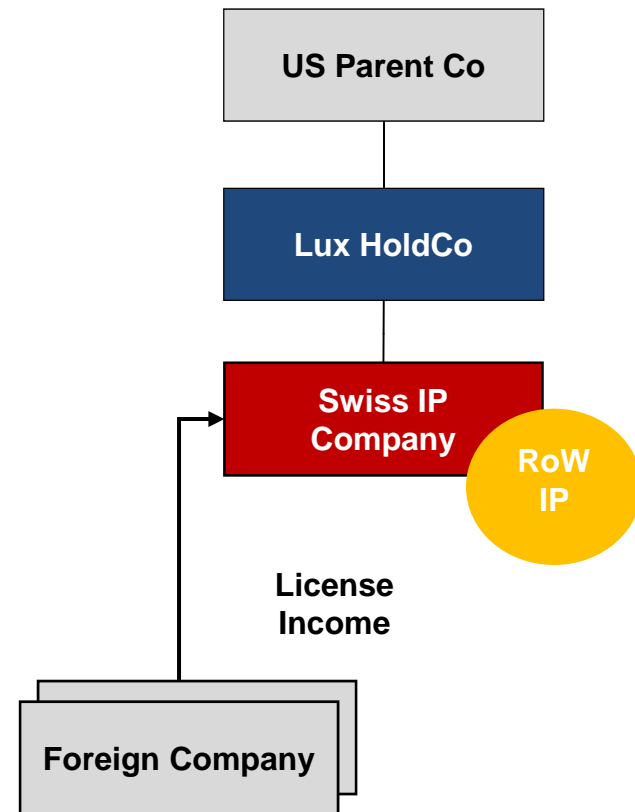 US Parent Co
Lux HoldCo
Swiss IP
Company
RoW
IP
License
Income
Foreign Company